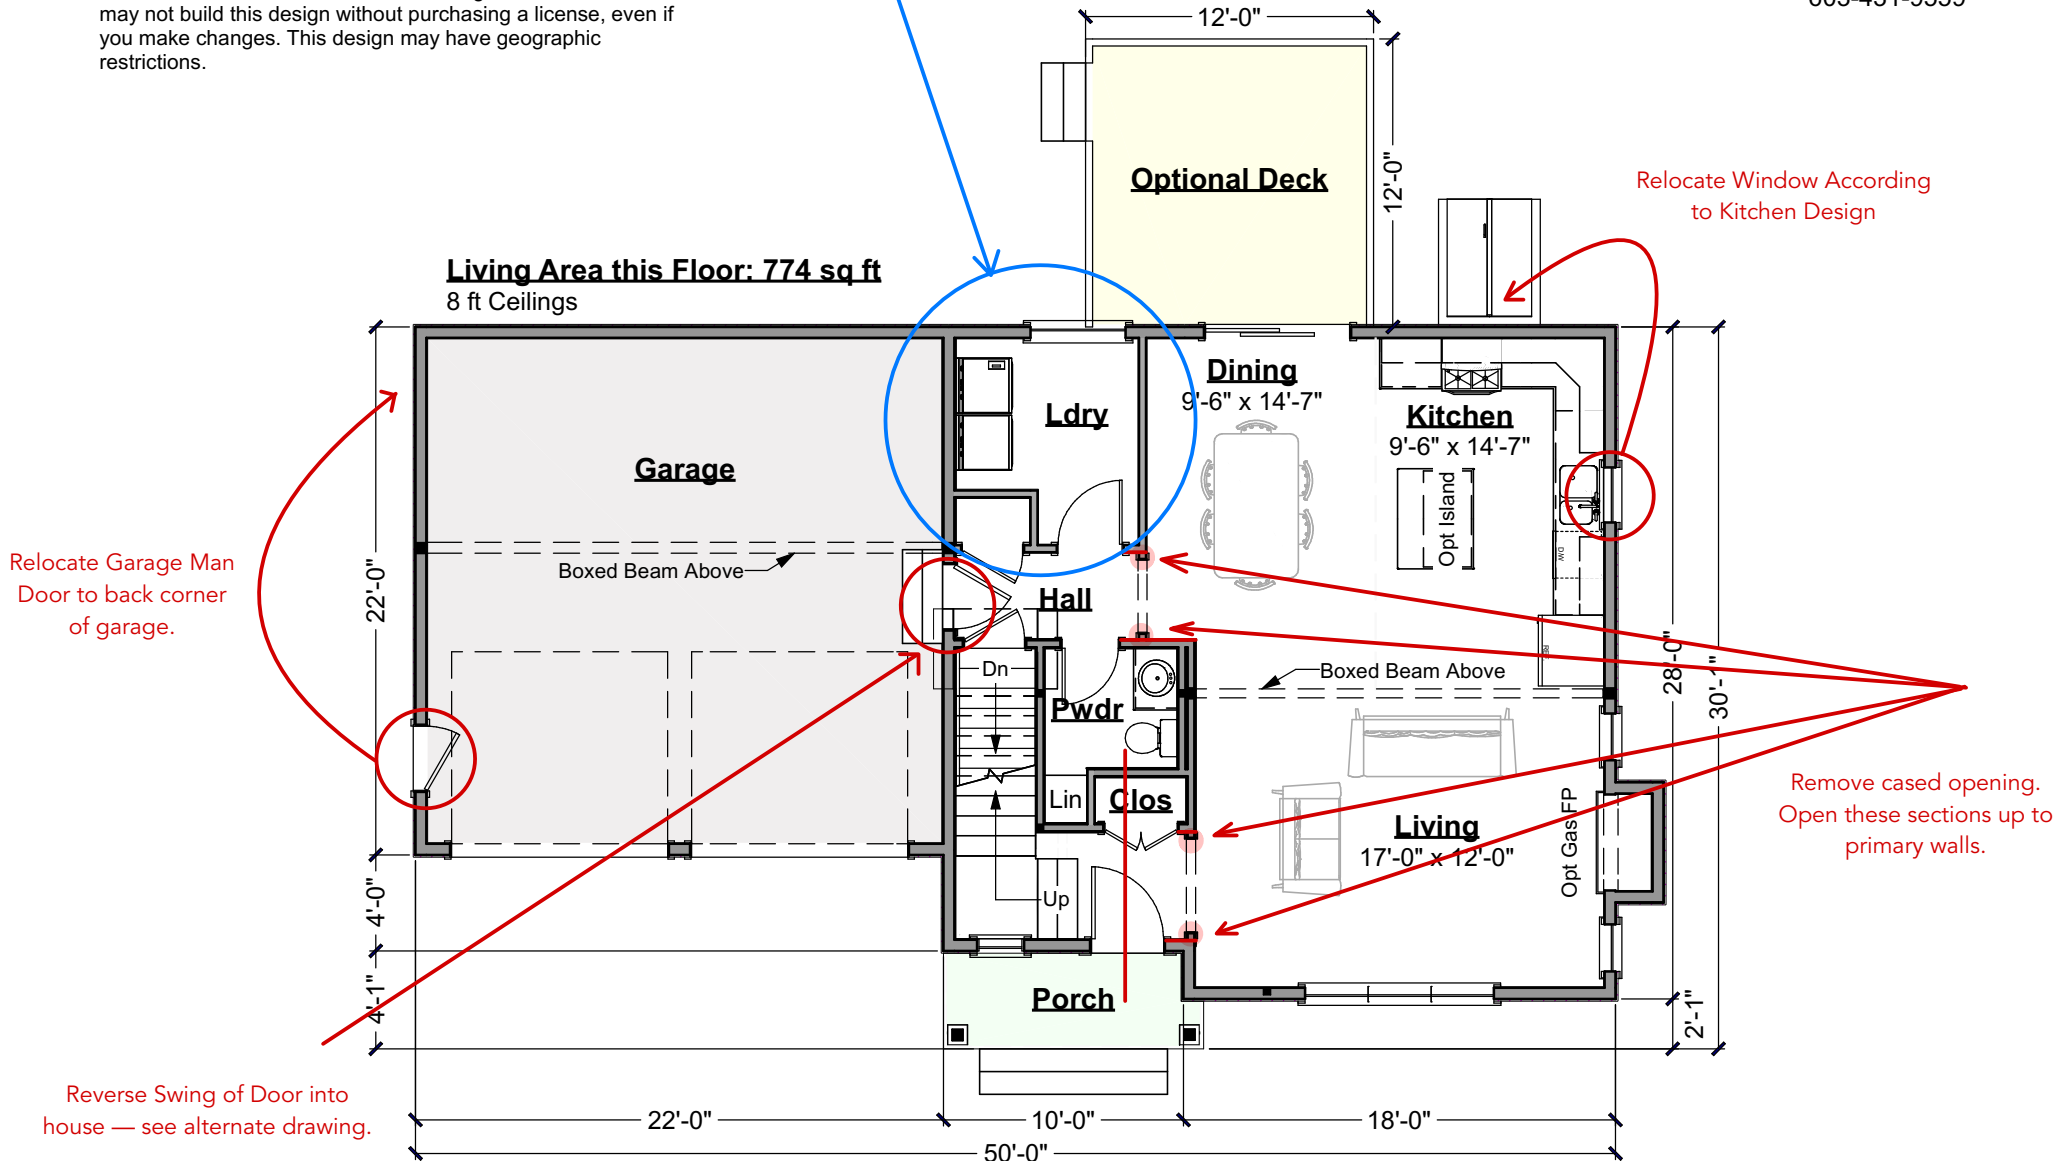 may not build this design without purchasing a license, even if
you make changes. This design may have geographic
restrictions.
12'-0"
12'-0"
Optional Deck
Relocate Window According
to Kitchen Design
Living Area this Floor: 774 sq ft
8 ft Ceilings
Dining
9'-6" x 14'-7"
Ldry
Kitchen
9'-6" x 14'-7"
Garage
Opt Island
D/W
Boxed Beam Above
Relocate Garage Man
Door to back corner
of garage.
22'-0"
Hall
REF
Dn
Boxed Beam Above
28'-0"
30'-1"
Pwdr
Lin
Clos
Living
17'-0" x 12'-0"
Opt Gas FP
Remove cased opening.
Open these sections up to
primary walls.
Up
4'-0"
4'-1"
Porch
2'-1"
Reverse Swing of Door into
house — see alternate drawing.
22'-0"
10'-0"
18'-0"
50'-0"